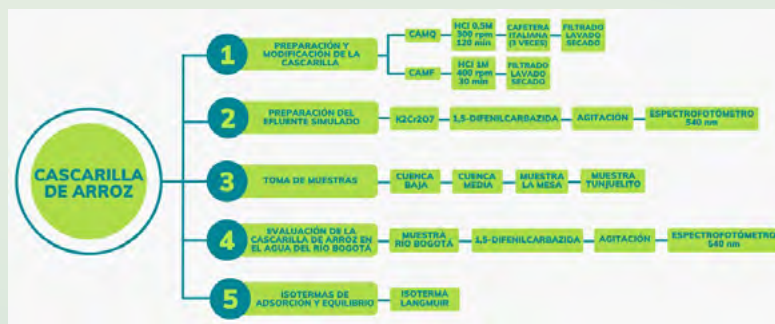 CASCARILLA
DE ARROZ
1
PREPARACIÓN Y
MODIFICACIÓN DE LA
CASCARILLA
CAMQ
HCl 0,5M
300 rpm
120 min
CAFETERA
ITALIANA
(3 VECES)
FILTRADO
LAVADO
SECADO
CAMF
HCl 1M
400 rpm
30 min
FILTRADO
LAVADO
SECADO
2
PREPARACIÓN DEL
EFLUENTE SIMULADO
K2Cr2O7
1,5-DIFENILCARBAZIDA
AGITACIÓN
ESPECTROFOTÓMETRO
540 nm
3
TOMA DE MUESTRAS
CUENCA
BAJA
CUENCA
MEDIA
MUESTRA
LA MESA
MUESTRA
TUNJUELITO
4
EVALUACIÓN DE LA
CASCARILLA DE ARROZ EN
EL AGUA DEL RÍO BOGOTÁ
MUESTRA
RÍO BOGOTÁ
1,5-DIFENILCARBAZIDA
AGITACIÓN
ESPECTROFOTÓMETRO
540 nm
5
ISOTERMAS DE
ADSORCIÓN Y EQUILIBRIO
ISOTERMA
LANGMUIR